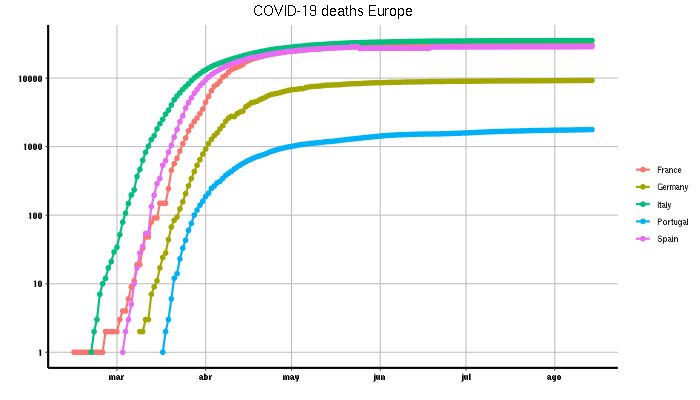 COVID-19 deaths Europe
10000
1000
100
10
1
mar abr may jun jul ago
France
Germany
Italy
Portugal
Spain